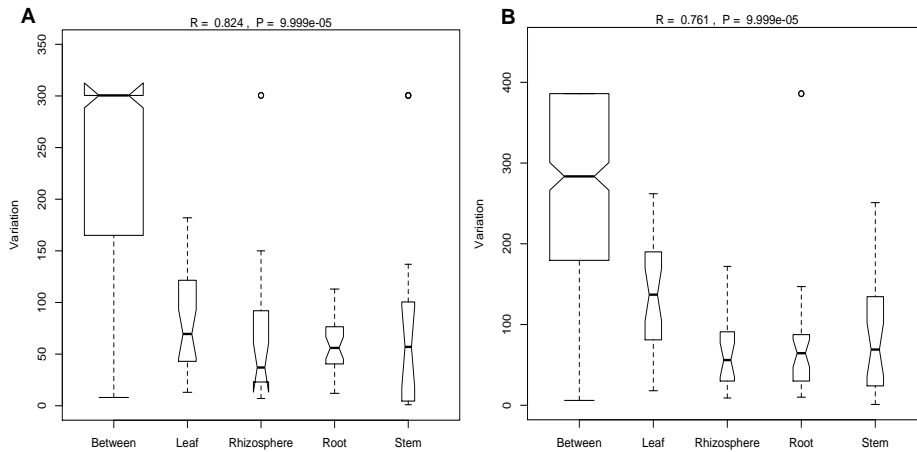 A
R = 0.824 , P = 9.999e-05
Variation
350
300
250
200
150
100
50
0
Between Leaf Rhizosphere Root Stem
B
R = 0.761 , P = 9.999e-05
Variation
400
300
200
100
0
Between Leaf Rhizosphere Root Stem